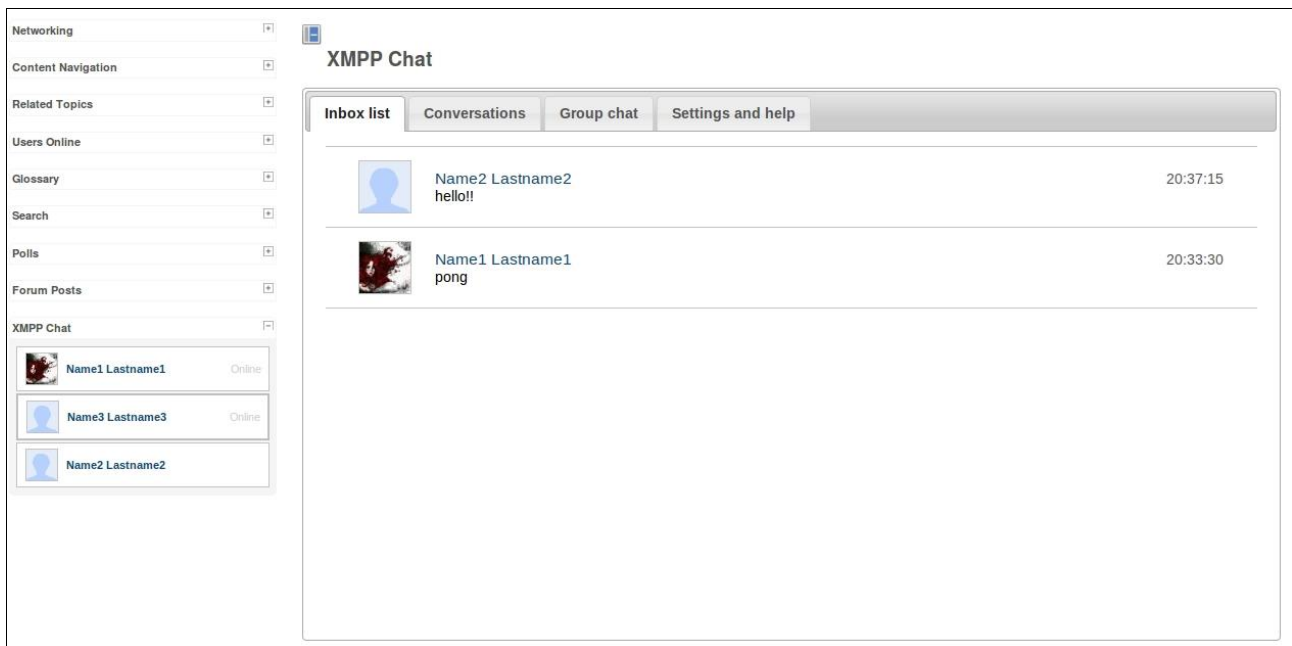 Networking
Content Navigation
Related Topics
Users Online
Glossary
Search
Polls
Forum Posts
XMPP Chat
Name1 Lastname1 Online
Name3 Lastname3 Online
Name2 Lastname2
XMPP Chat
Inbox list Conversations Group chat Settings and help
Name2 Lastname2 20:37:15
hello!!
Name1 Lastname1 20:33:30
pong